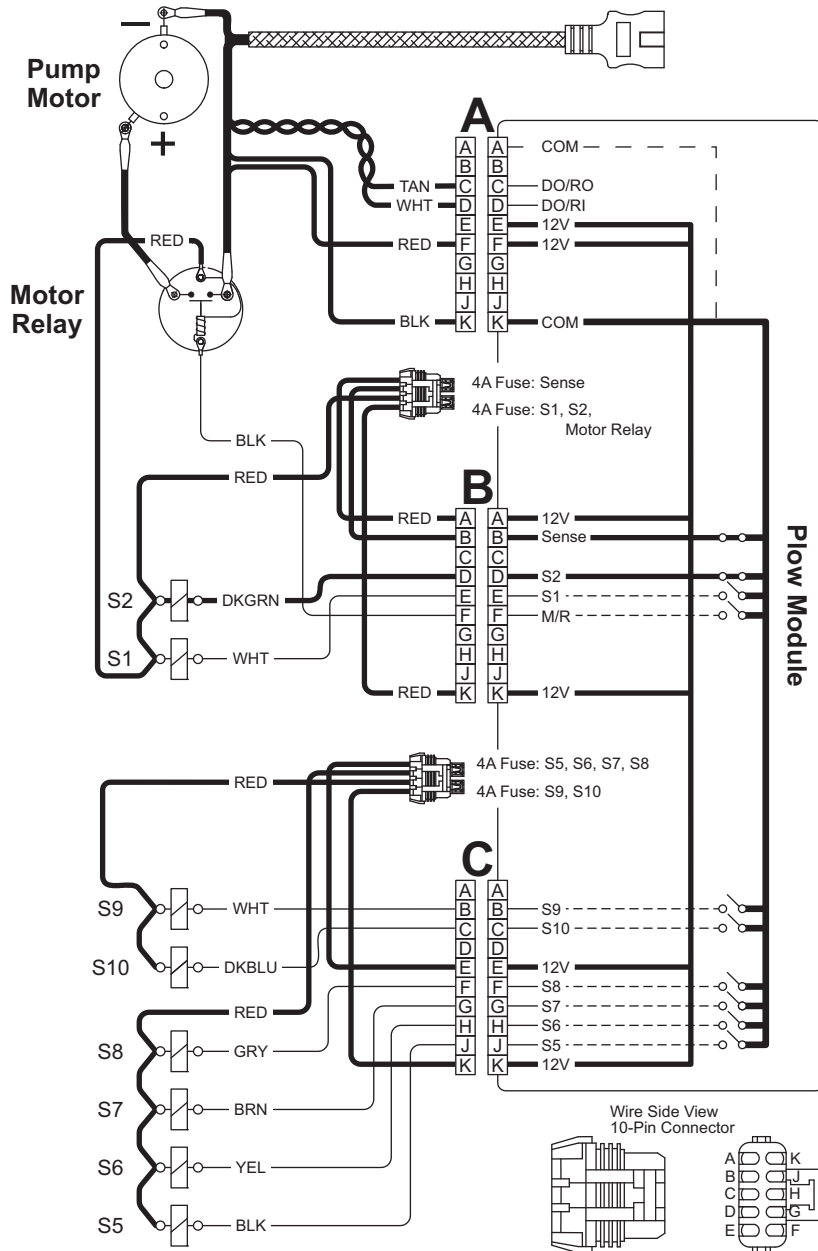 Pump
Motor
−
+
A
A A COM
B B
TAN C C DO/RO
WHT D D DO/RI
E E 12V
RED F F 12V
G G
H H
J J
BLK K K COM
RED
Motor
Relay
BLK
RED
4A Fuse: Sense
4A Fuse: S1, S2,
Motor Relay
B
RED A A 12V
B B Sense
C C
S2 DKGRN D D S2
E E S1
F F M/R
S1 WHT G G
H H
J J
RED K K 12V
Plow Module
RED
4A Fuse: S5, S6, S7, S8
4A Fuse: S9, S10
C
A A
S9 WHT B B S9
C C S10
D D
S10 DKBLU E E 12V
F F S8
RED G G S7
H H S6
S8 GRY J J S5
K K 12V
S7 BRN
S6 YEL
S5 BLK
Wire Side View
10-Pin Connector
A K
B J
C H
D G
E F